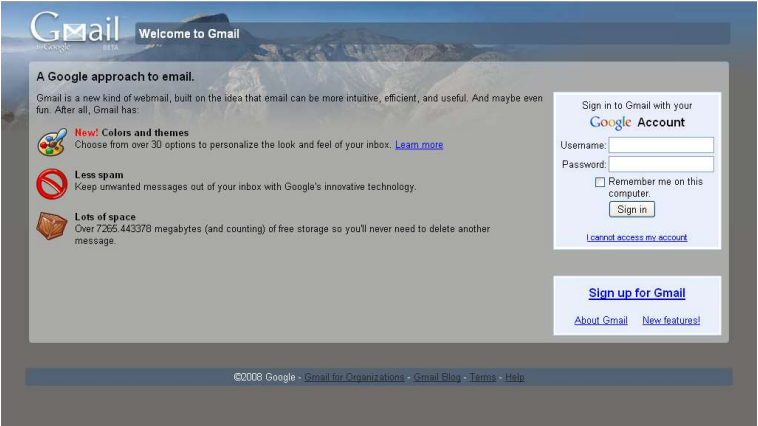 Gmail
by Google BETA
Welcome to Gmail
A Google approach to email.
Gmail is a new kind of webmail, built on the idea that email can be more intuitive, efficient, and useful. And maybe even
fun. After all, Gmail has:
New! Colors and themes
Choose from over 30 options to personalize the look and feel of your inbox. Learn more
Less spam
Keep unwanted messages out of your inbox with Google's innovative technology.
Lots of space
Over 7265.443378 megabytes (and counting) of free storage so you'll never need to delete another
message.
Sign in to Gmail with your
Google Account
Username:
Password:
Remember me on this
computer.
Sign in
I cannot access my account
Sign up for Gmail
About Gmail New features!
©2008 Google - Gmail for Organizations - Gmail Blog - Terms - Help